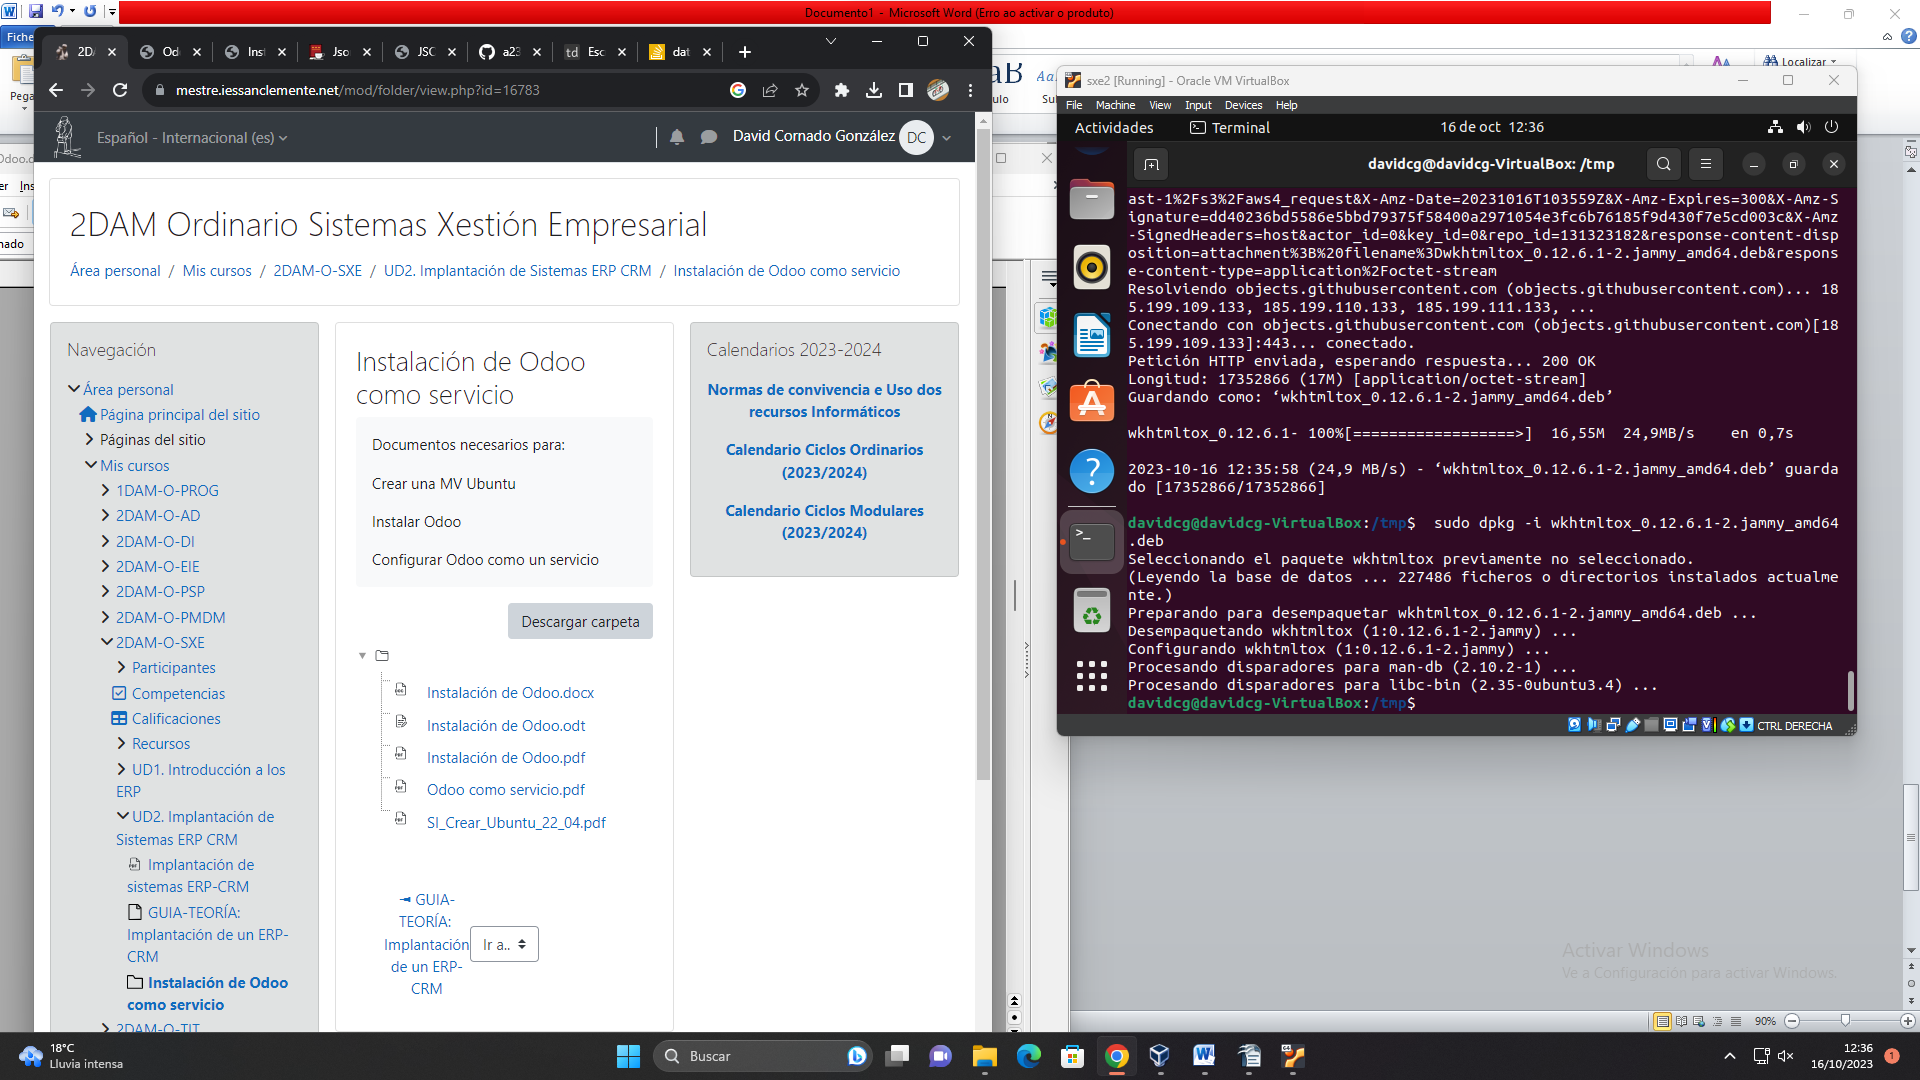 Documento1 - Microsoft Word (Erro ao activar o produto)
Fiche
Pega
Localizar
2D
Od
Inst
Jso
JSC
a23
Esc
dat
mestre.iessanclemente.net/mod/folder/view.php?id=16783
Español - Internacional (es)
David Cornado González
DC
2DAM Ordinario Sistemas Xestión Empresarial
Área personal / Mis cursos / 2DAM-O-SXE / UD2. Implantación de Sistemas ERP CRM / Instalación de Odoo como servicio
Navegación
Área personal
Página principal del sitio
Páginas del sitio
Mis cursos
1DAM-O-PROG
2DAM-O-AD
2DAM-O-DI
2DAM-O-EIE
2DAM-O-PSP
2DAM-O-PMDM
2DAM-O-SXE
Participantes
Competencias
Calificaciones
Recursos
UD1. Introducción a los
ERP
UD2. Implantación de
Sistemas ERP CRM
Implantación de
sistemas ERP-CRM
GUIA-TEORÍA:
Implantación de un ERP-
CRM
Instalación de Odoo
como servicio
2DAM-O-TIT
Instalación de Odoo
como servicio
Documentos necesarios para:
Crear una MV Ubuntu
Instalar Odoo
Configurar Odoo como un servicio
Descargar carpeta
Instalación de Odoo.docx
Instalación de Odoo.odt
Instalación de Odoo.pdf
Odoo como servicio.pdf
SI_Crear_Ubuntu_22_04.pdf
◄ GUIA-
TEORÍA:
Implantación
de un ERP-
CRM
Ir a..
Calendarios 2023-2024
Normas de convivencia e Uso dos
recursos Informáticos
Calendario Ciclos Ordinarios
(2023/2024)
Calendario Ciclos Modulares
(2023/2024)
sxe2 [Running] - Oracle VM VirtualBox
File Machine View Input Devices Help
Actividades
Terminal
16 de oct 12:36
davidcg@davidcg-VirtualBox: /tmp
ast-1%2Fs3%2Faws4_request&X-Amz-Date=20231016T103559Z&X-Amz-Expires=300&X-Amz-S
ignature=dd40236bd5586e5bbd79375f58400a2971054e3fc6b76185f9d430f7e5cd003c&X-Amz
-SignedHeaders=host&actor_id=0&key_id=0&repo_id=131323182&response-content-disp
osition=attachment%3B%20filename%3Dwkhtmltox_0.12.6.1-2.jammy_amd64.deb&respons
e-content-type=application%2Foctet-stream
Resolviendo objects.githubusercontent.com (objects.githubusercontent.com)... 18
5.199.109.133, 185.199.110.133, 185.199.111.133, ...
Conectando con objects.githubusercontent.com (objects.githubusercontent.com)[18
5.199.109.133]:443... conectado.
Petición HTTP enviada, esperando respuesta... 200 OK
Longitud: 17352866 (17M) [application/octet-stream]
Guardando como: ‘wkhtmltox_0.12.6.1-2.jammy_amd64.deb’
wkhtmltox_0.12.6.1- 100%[==================>] 16,55M 24,9MB/s en 0,7s
2023-10-16 12:35:58 (24,9 MB/s) - ‘wkhtmltox_0.12.6.1-2.jammy_amd64.deb’ guarda
do [17352866/17352866]
davidcg@davidcg-VirtualBox:/tmp$ sudo dpkg -i wkhtmltox_0.12.6.1-2.jammy_amd64
.deb
Seleccionando el paquete wkhtmltox previamente no seleccionado.
(Leyendo la base de datos ... 227486 ficheros o directorios instalados actualme
nte.)
Preparando para desempaquetar wkhtmltox_0.12.6.1-2.jammy_amd64.deb ...
Desempaquetando wkhtmltox (1:0.12.6.1-2.jammy) ...
Configurando wkhtmltox (1:0.12.6.1-2.jammy) ...
Procesando disparadores para man-db (2.10.2-1) ...
Procesando disparadores para libc-bin (2.35-0ubuntu3.4) ...
davidcg@davidcg-VirtualBox:/tmp$
CTRL DERECHA
Activar Windows
Ve a Configuración para activar Windows.
90%
18°C
Lluvia intensa
Buscar
12:36
16/10/2023
1